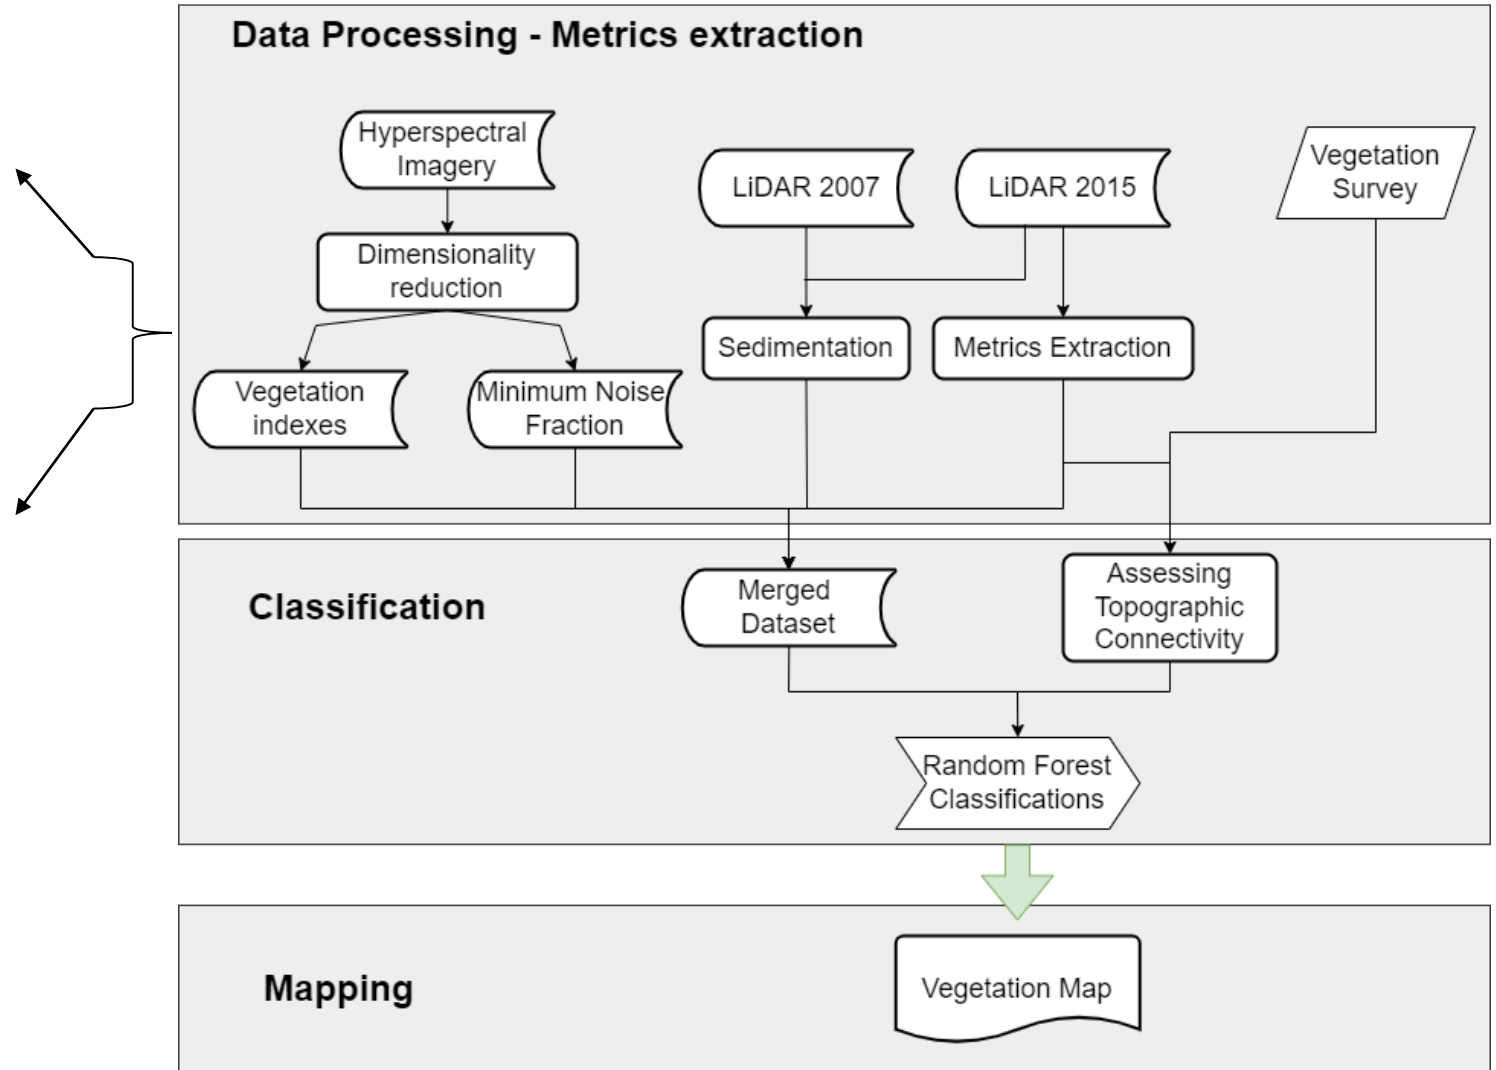 Data Processing - Metrics extraction
Hyperspectral
Imagery
LiDAR 2007
LiDAR 2015
Vegetation
Survey
Dimensionality
reduction
Sedimentation
Metrics Extraction
Vegetation
indexes
Minimum Noise
Fraction
Classification
Merged
Dataset
Assessing
Topographic
Connectivity
Random Forest
Classifications
Mapping
Vegetation Map